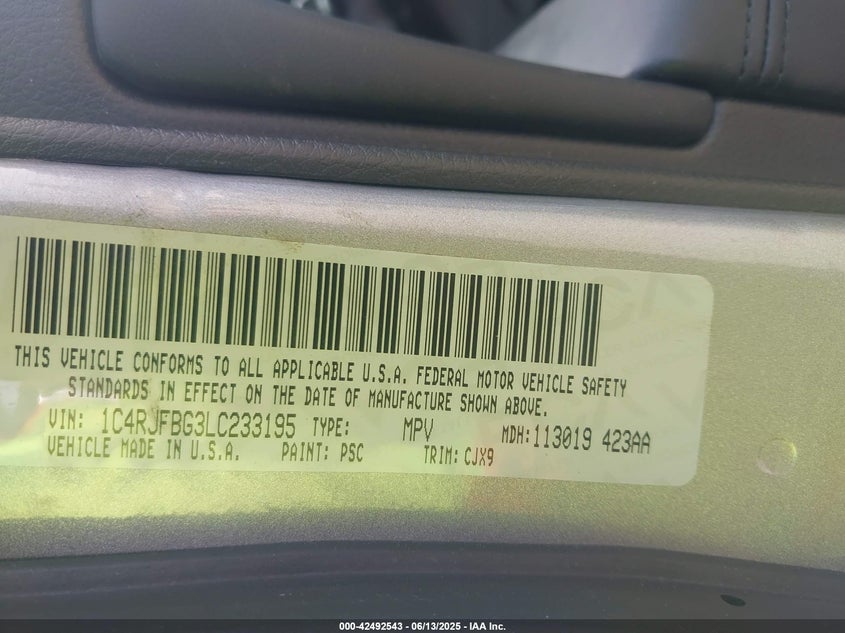 THIS VEHICLE CONFORMS TO ALL APPLICABLE U.S.A. FEDERAL MOTOR VEHICLE SAFETY
STANDARDS IN EFFECT ON THE DATE OF MANUFACTURE SHOWN ABOVE.
VIN: 1C4RJFBG3LC233195 TYPE: MPV MDH:113019 423AA
VEHICLE MADE IN U.S.A. PAINT: PSC TRIM: CJX9
000-42492543 / 06/13/2025 - IAA Inc.